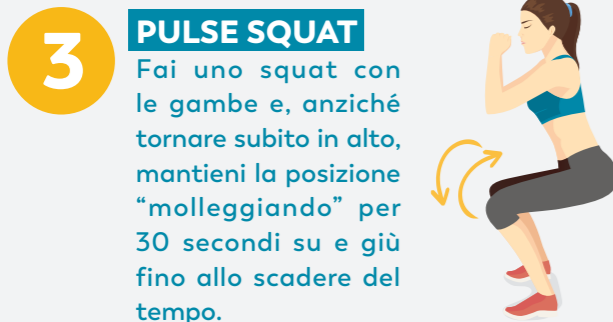 3
PULSE SQUAT
Fai uno squat con
le gambe e, anziché
tornare subito in alto,
mantieni la posizione
“molleggiando” per
30 secondi su e giù
fino allo scadere del
tempo.